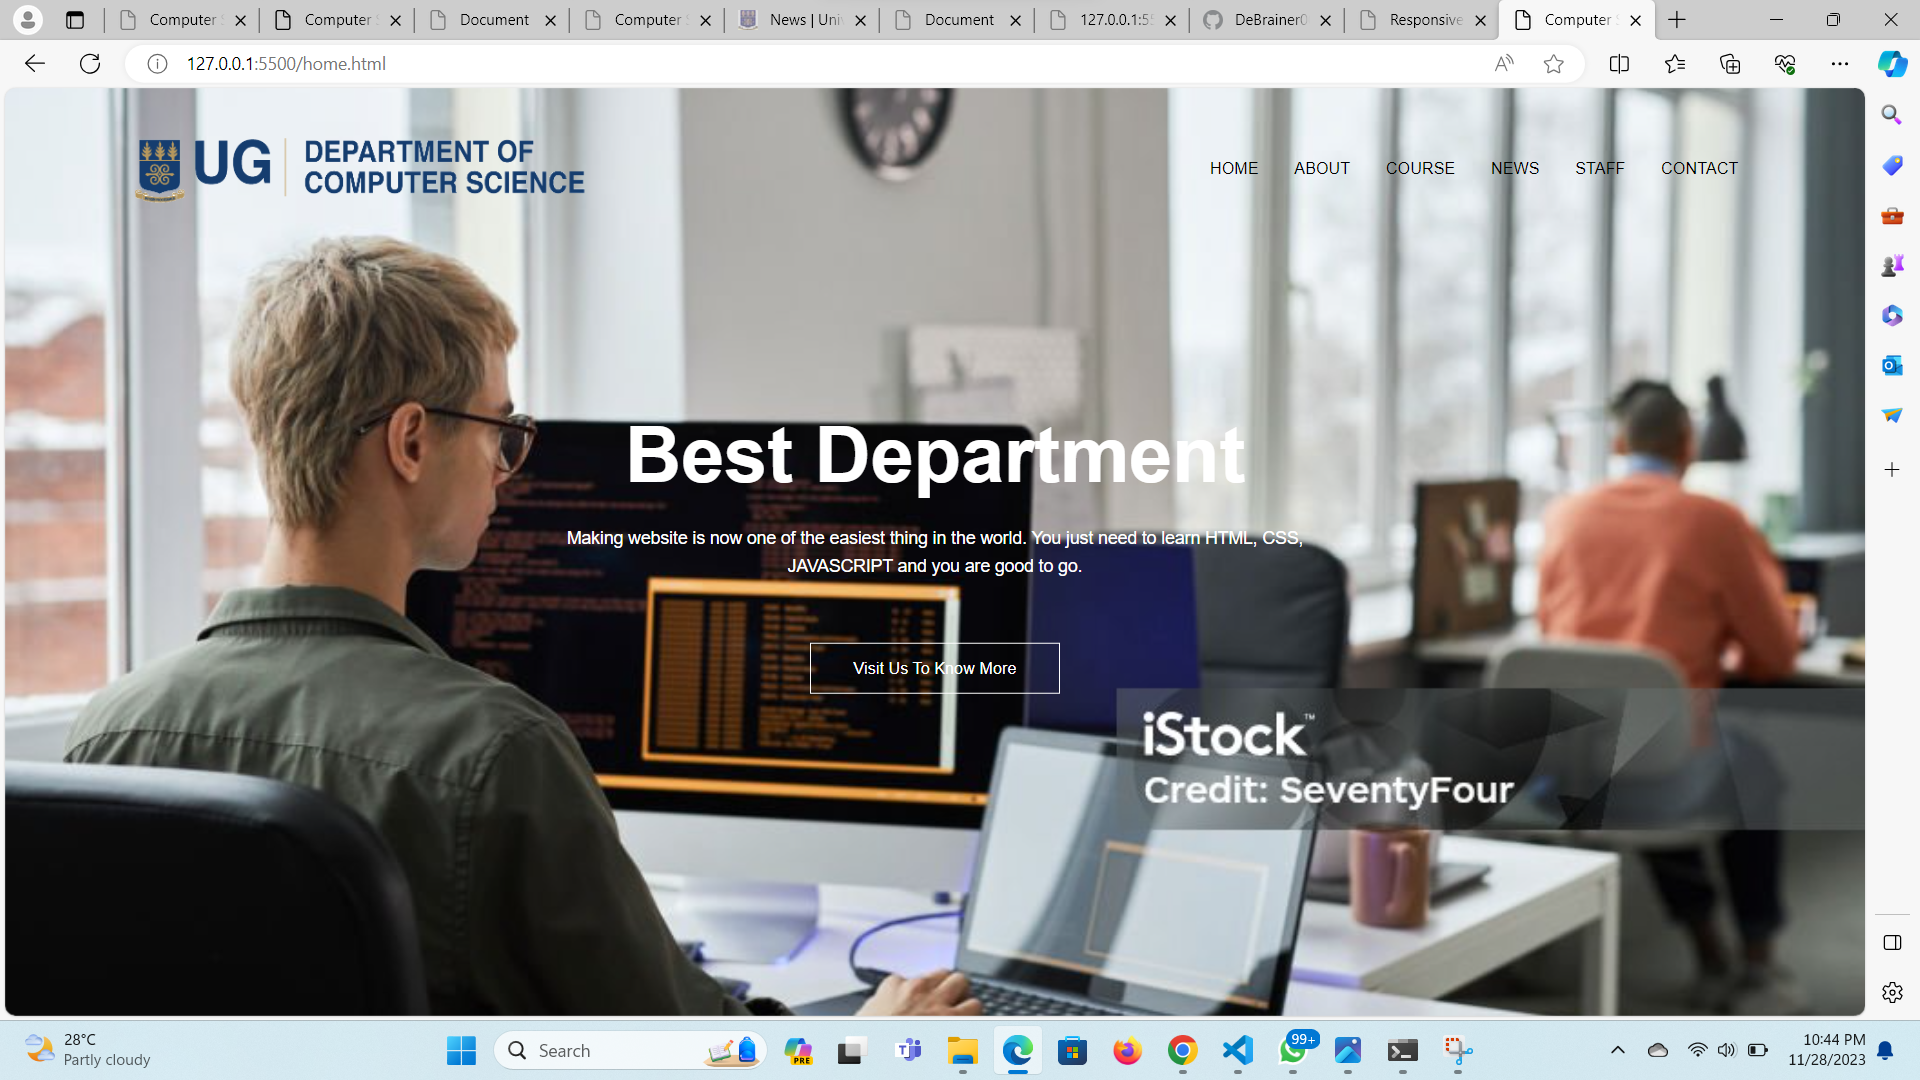 Computer
Computer
Document
Computer
News | Uni
Document
127.0.0.1:55
DeBrainer0
Responsive
Computer
127.0.0.1:5500/home.html
UG
DEPARTMENT OF
COMPUTER SCIENCE
HOME
ABOUT
COURSE
NEWS
STAFF
CONTACT
Best Department
Making website is now one of the easiest thing in the world. You just need to learn HTML, CSS,
JAVASCRIPT and you are good to go.
Visit Us To Know More
iStock™
Credit: SeventyFour
28°C
Partly cloudy
Search
PRE
99+
10:44 PM
11/28/2023